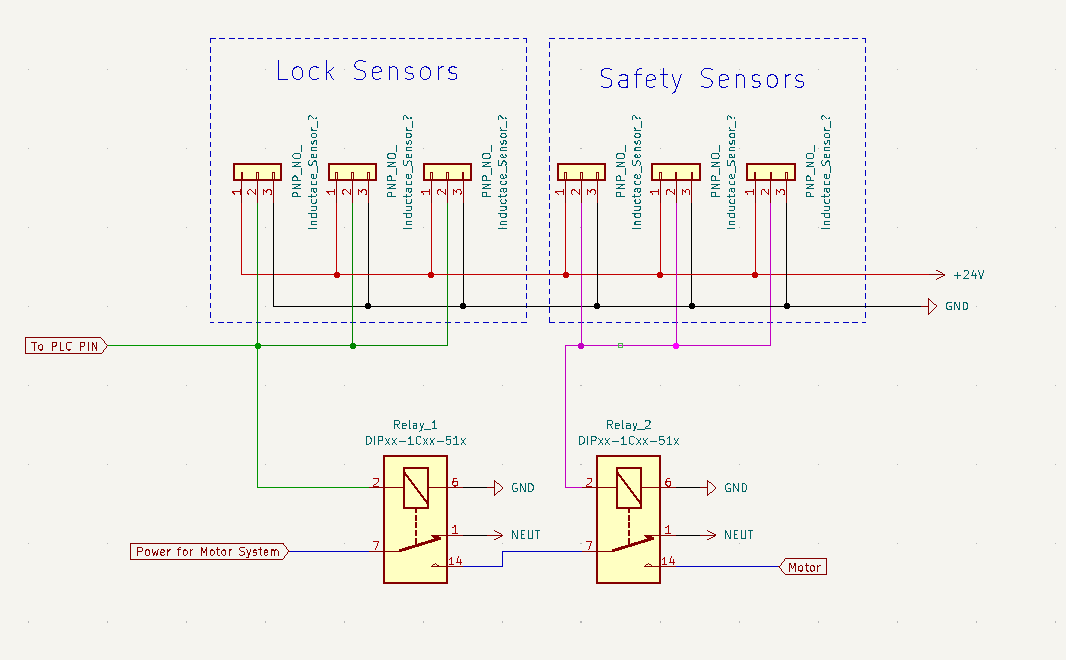 Lock Sensors
Safety Sensors
PNP_NO_
Inductace_Sensor_?
PNP_NO_
Inductace_Sensor_?
PNP_NO_
Inductace_Sensor_?
PNP_NO_
Inductace_Sensor_?
PNP_NO_
Inductace_Sensor_?
PNP_NO_
Inductace_Sensor_?
1 2 3
1 2 3
1 2 3
1 2 3
1 2 3
1 2 3
+24V
GND
To PLC PIN
Relay_1
DIPxx-1Cxx-51x
2
6
GND
1
NEUT
7
14
Power for Motor System
Relay_2
DIPxx-1Cxx-51x
2
6
GND
1
NEUT
7
14
Motor